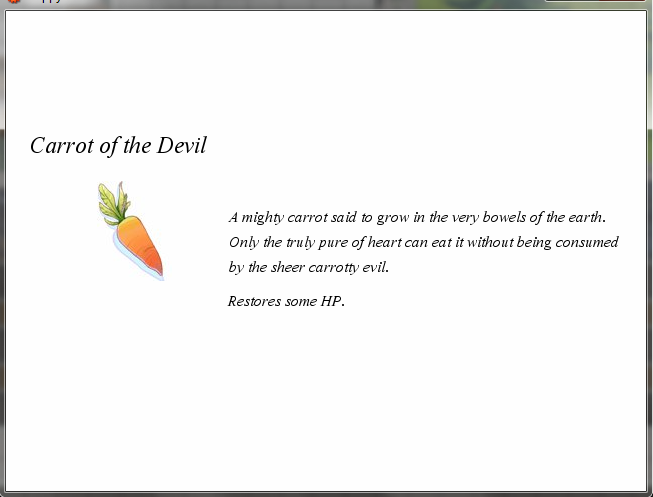 Carrot of the Devil
A mighty carrot said to grow in the very bowels of the earth.
Only the truly pure of heart can eat it without being consumed
by the sheer carrotty evil.
Restores some HP.